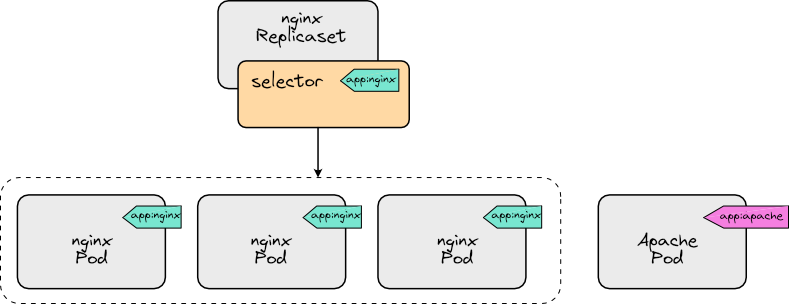 nginx
Replicaset
selector
app:nginx
app:nginx
app:nginx
app:nginx
app:apache
nginx
Pod
nginx
Pod
nginx
Pod
Apache
Pod